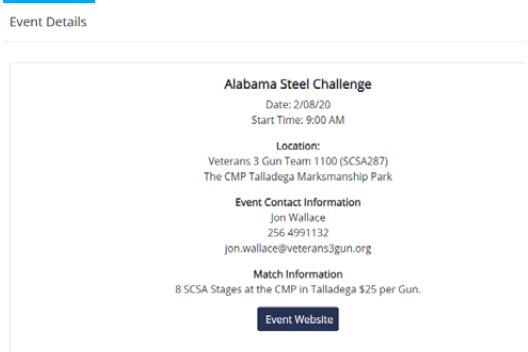 Event Details
Alabama Steel Challenge
Date: 2/08/20
Start Time: 9:00 AM
Location:
Veterans 3 Gun Team 1100 (SCSA287)
The CMP Talladega Marksmanship Park
Event Contact Information
Jon Wallace
256 4991132
jon.wallace@veterans3gun.org
Match Information
8 SCSA Stages at the CMP in Talladega $25 per Gun.
Event Website